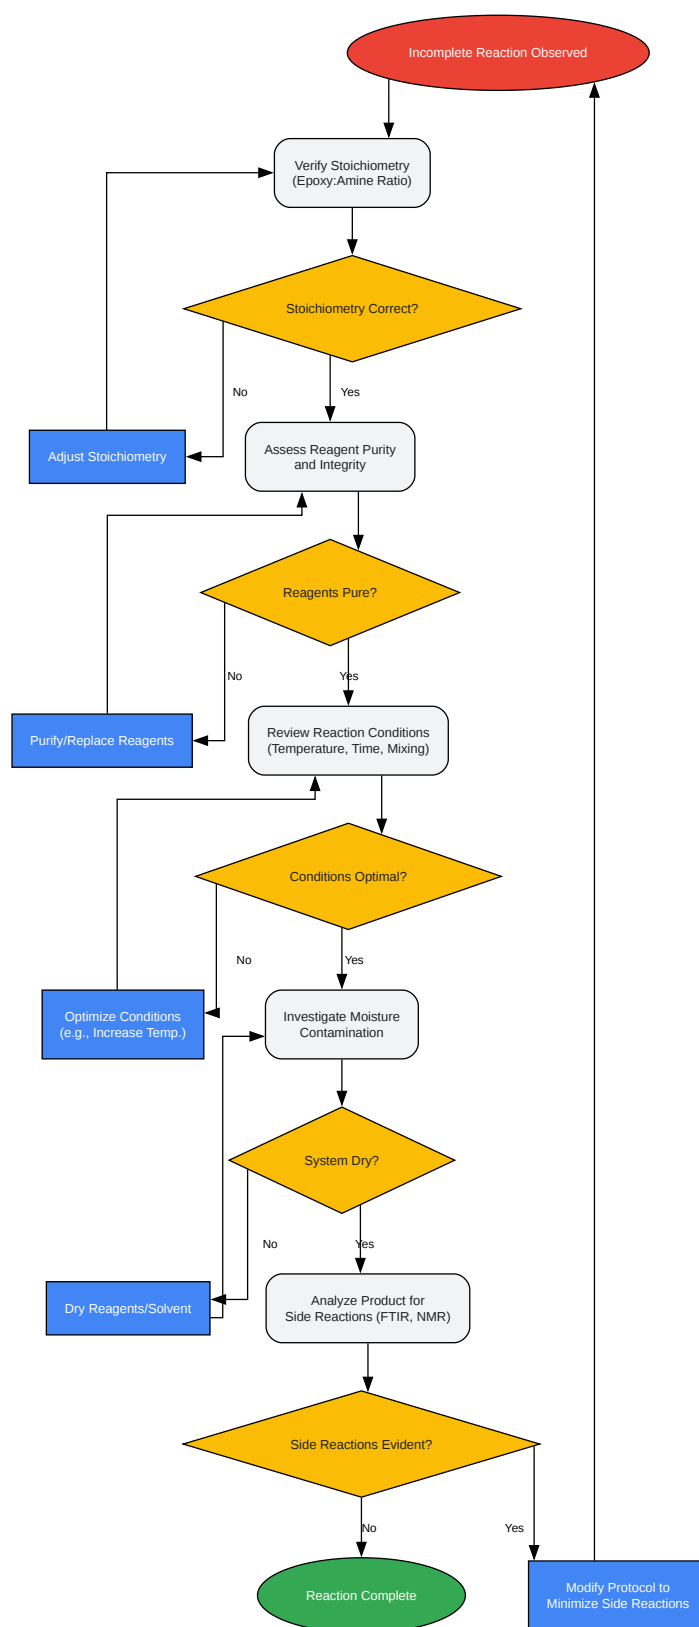 Incomplete Reaction Observed
Verify Stoichiometry
(Epoxy:Amine Ratio)
Stoichiometry Correct?
No
Yes
Adjust Stoichiometry
Assess Reagent Purity
and Integrity
Reagents Pure?
No
Yes
Purify/Replace Reagents
Review Reaction Conditions
(Temperature, Time, Mixing)
Conditions Optimal?
No
Yes
Optimize Conditions
(e.g., Increase Temp.)
Investigate Moisture
Contamination
System Dry?
No
Yes
Dry Reagents/Solvent
Analyze Product for
Side Reactions (FTIR, NMR)
Side Reactions Evident?
No
Yes
Reaction Complete
Modify Protocol to
Minimize Side Reactions